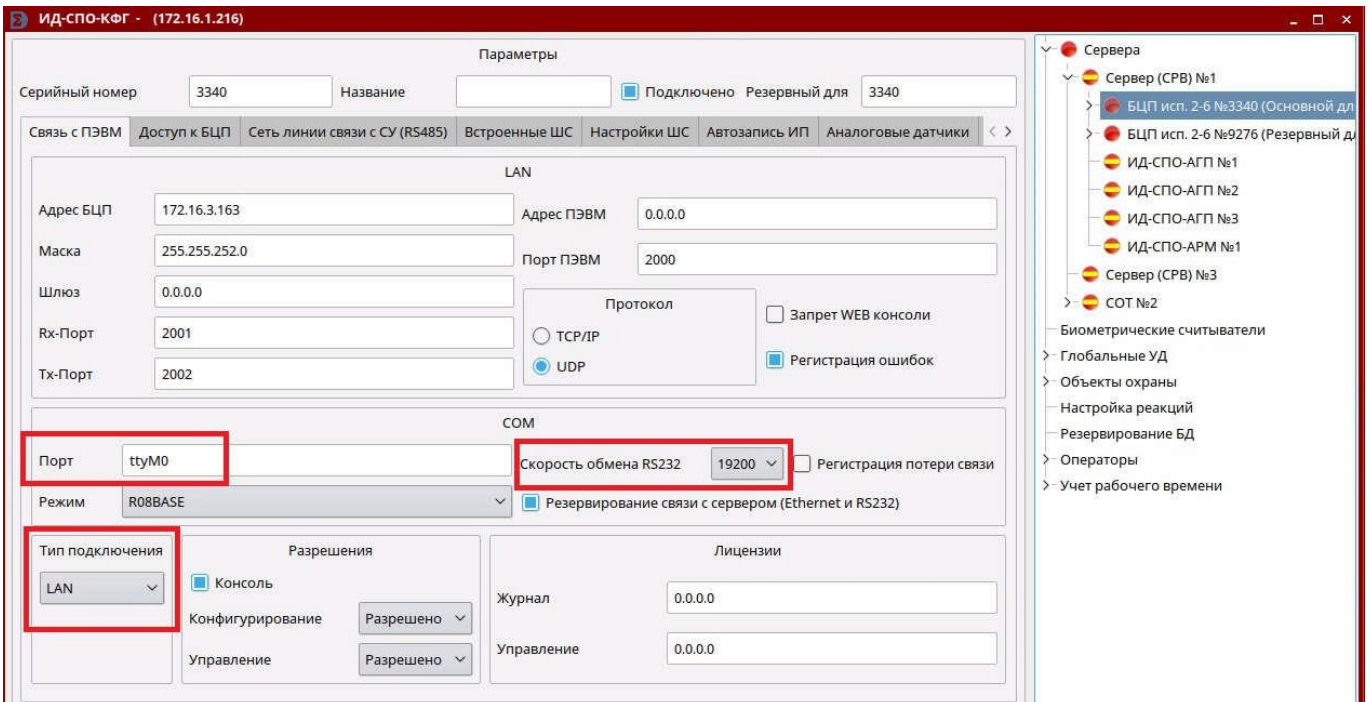 ИД-СПО-КФГ - (172.16.1.216)
Параметры
Серийный номер 3340 Название Подключено Резервный для 3340
Связь с ПЭВМ Доступ к БЦП Сеть линии связи с СУ (RS485) Встроенные ШС Настройки ШС Автозапись ИП Аналоговые датчики
LAN
Адрес БЦП 172.16.3.163 Адрес ПЭВМ 0.0.0.0
Маска 255.255.252.0 Порт ПЭВМ 2000
Шлюз 0.0.0.0
Протокол
Запрет WEB консоли
Rx-Порт 2001 TCP/IP
Регистрация ошибок
Tx-Порт 2002 UDP
COM
Порт ttyM0 Скорость обмена RS232 19200 Регистрация потери связи
Режим R08BASE Резервирование связи с сервером (Ethernet и RS232)
Тип подключения
LAN
Разрешения
Консоль
Конфигурирование Разрешено
Управление Разрешено
Лицензии
Журнал 0.0.0.0
Управление 0.0.0.0
Сервера
Сервер (СРВ) №1
БЦП исп. 2-6 №3340 (Основной дл
БЦП исп. 2-6 №9276 (Резервный д
ИД-СПО-АГП №1
ИД-СПО-АГП №2
ИД-СПО-АГП №3
ИД-СПО-АРМ №1
Сервер (СРВ) №3
СОТ №2
Биометрические считыватели
Глобальные УД
Объекты охраны
Настройка реакций
Резервирование БД
Операторы
Учет рабочего времени